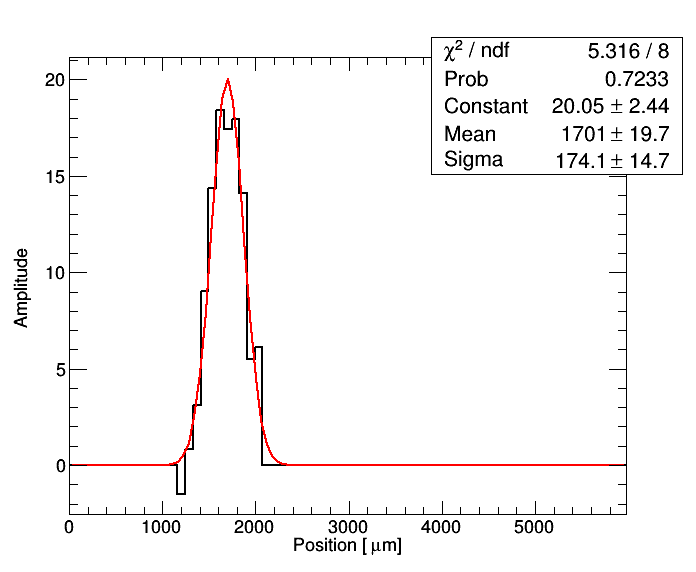 χ² / ndf 5.316 / 8
Prob 0.7233
Constant 20.05 ± 2.44
Mean 1701 ± 19.7
Sigma 174.1 ± 14.7
20
15
10
5
0
Amplitude
0 1000 2000 3000 4000 5000
Position [ μm]